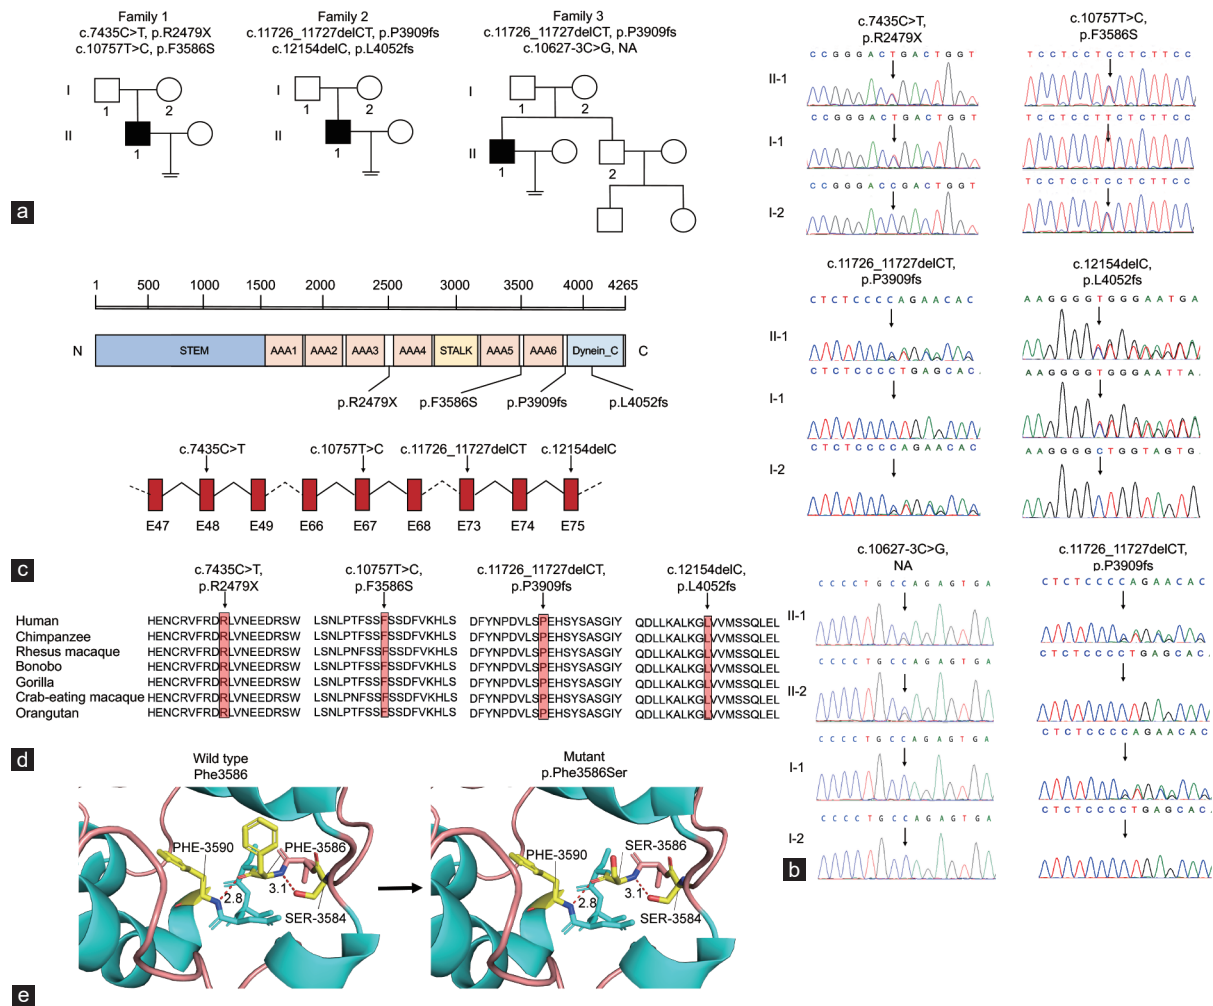 Family 1
c.7435C>T, p.R2479X
c.10757T>C, p.F3586S
Family 2
c.11726_11727delCT, p.P3909fs
c.12154delC, p.L4052fs
Family 3
c.11726_11727delCT, p.P3909fs
c.10627-3C>G, NA
I
1
2
II
1
1
2
1
1
2
1
2
a
c.7435C>T,
p.R2479X
C C G G G A C T G A C T G G T
II-1
C C G G G A C T G A C T G G T
I-1
C C G G G A C C G A C T G G T
I-2
c.10757T>C,
p.F3586S
T C C T C C T C C T C T T C C
T C C T C C T T C T C T T C C
T C C T C C T C C T C T T C C
c.11726_11727delCT,
p.P3909fs
C T C T C C C C A G A A C A C
II-1
C T C T C C C C T G A G C A C .
I-1
C T C T C C C C A G A A C A C
I-2
c.12154delC,
p.L4052fs
A A G G G G T G G G A A T G A
A A G G G G T G G G A A T T A .
A A G G G G C T G G T A G T G .
c.10627-3C>G,
NA
C C C C T G C C A G A G T G A
II-1
C C C C T G C C A G A G T G A
II-2
C C C C T G C C A G A G T G A
I-1
C C C C T G C C A G A G T G A
I-2
c.11726_11727delCT,
p.P3909fs
C T C T C C C C A G A A C A C
C T C T C C C C T G A G C A C .
C T C T C C C C A G A A C A C
C T C T C C C C T G A G C A C .
b
1 500 1000 1500 2000 2500 3000 3500 4000 4265
N STEM AAA1 AAA2 AAA3 AAA4 STALK AAA5 AAA6 Dynein_C C
p.R2479X p.F3586S p.P3909fs p.L4052fs
c.7435C>T c.10757T>C c.11726_11727delCT c.12154delC
E47 E48 E49 E66 E67 E68 E73 E74 E75
c
c.7435C>T,
p.R2479X
c.10757T>C,
p.F3586S
c.11726_11727delCT,
p.P3909fs
c.12154delC,
p.L4052fs
Human HENCRVFRDRLVNEEDRSW LSNLPTFSSFSSDFVKHLS DFYNPDVLSPEHSYSASGIY QDLLKALKGLVVMSSQLEL
Chimpanzee HENCRVFRDRLVNEEDRSW LSNLPTFSSFSSDFVKHLS DFYNPDVLSPEHSYSASGIY QDLLKALKGLVVMSSQLEL
Rhesus macaque HENCRVFRDRLVNEEDRSW LSNLPNFSSFSSDFVKHLS DFYNPDVLSPEHSYSASGIY QDLLKALKGLVVMSSQLEL
Bonobo HENCRVFRDRLVNEEDRSW LSNLPTFSSFSSDFVKHLS DFYNPDVLSPEHSYSASGIY QDLLKALKGLVVMSSQLEL
Gorilla HENCRVFRDRLVNEEDRSW LSNLPTFSSFSSDFVKHLS DFYNPDVLSPEHSYSASGIY QDLLKALKGLVVMSSQLEL
Crab-eating macaque HENCRVFRDRLVNEEDRSW LSNLPNFSSFSSDFVKHLS DFYNPDVLSPEHSYSASGIY QDLLKALKGLVVMSSQLEL
Orangutan HENCRVFRDRLVNEEDRSW LSNLPTFSSFSSDFVKHLS DFYNPDVLSPEHSYSASGIY QDLLKALKGLVVMSSQLEL
d
Wild type
Phe3586
PHE-3590
PHE-3586
2.8
3.1
SER-3584
Mutant
p.Phe3586Ser
PHE-3590
SER-3586
2.8
3.1
SER-3584
e